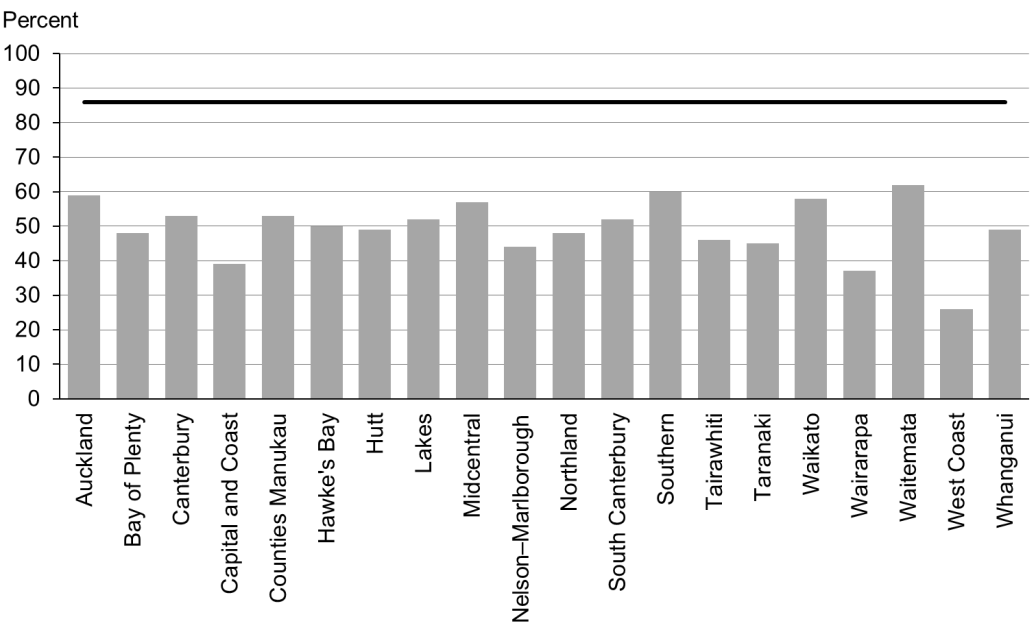 Percent
100
90
80
70
60
50
40
30
20
10
0
Auckland
Bay of Plenty
Canterbury
Capital and Coast
Counties Manukau
Hawke's Bay
Hutt
Lakes
Midcentral
Nelson–Marlborough
Northland
South Canterbury
Southern
Tairawhiti
Taranaki
Waikato
Wairarapa
Waitemata
West Coast
Whanganui